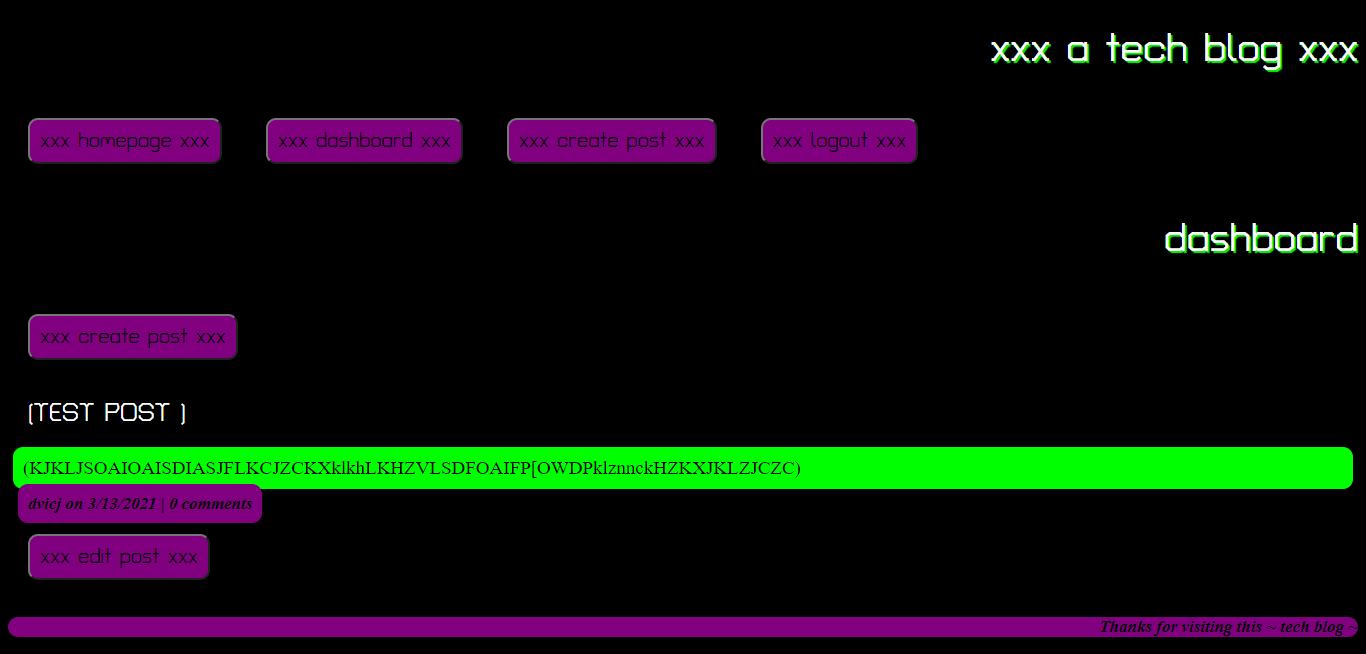 xxx a tech blog xxx
xxx homepage xxx xxx dashboard xxx xxx create post xxx xxx logout xxx
dashboard
xxx create post xxx
(TEST POST )
(KJKLJSOAIOAISDIASJFLKCJZCKXklkhLKHZVLSDFOAIFP[OWDPklznnckHZKXJKLZJCZC)
dvicj on 3/13/2021 | 0 comments
xxx edit post xxx
Thanks for visiting this ~ tech blog ~